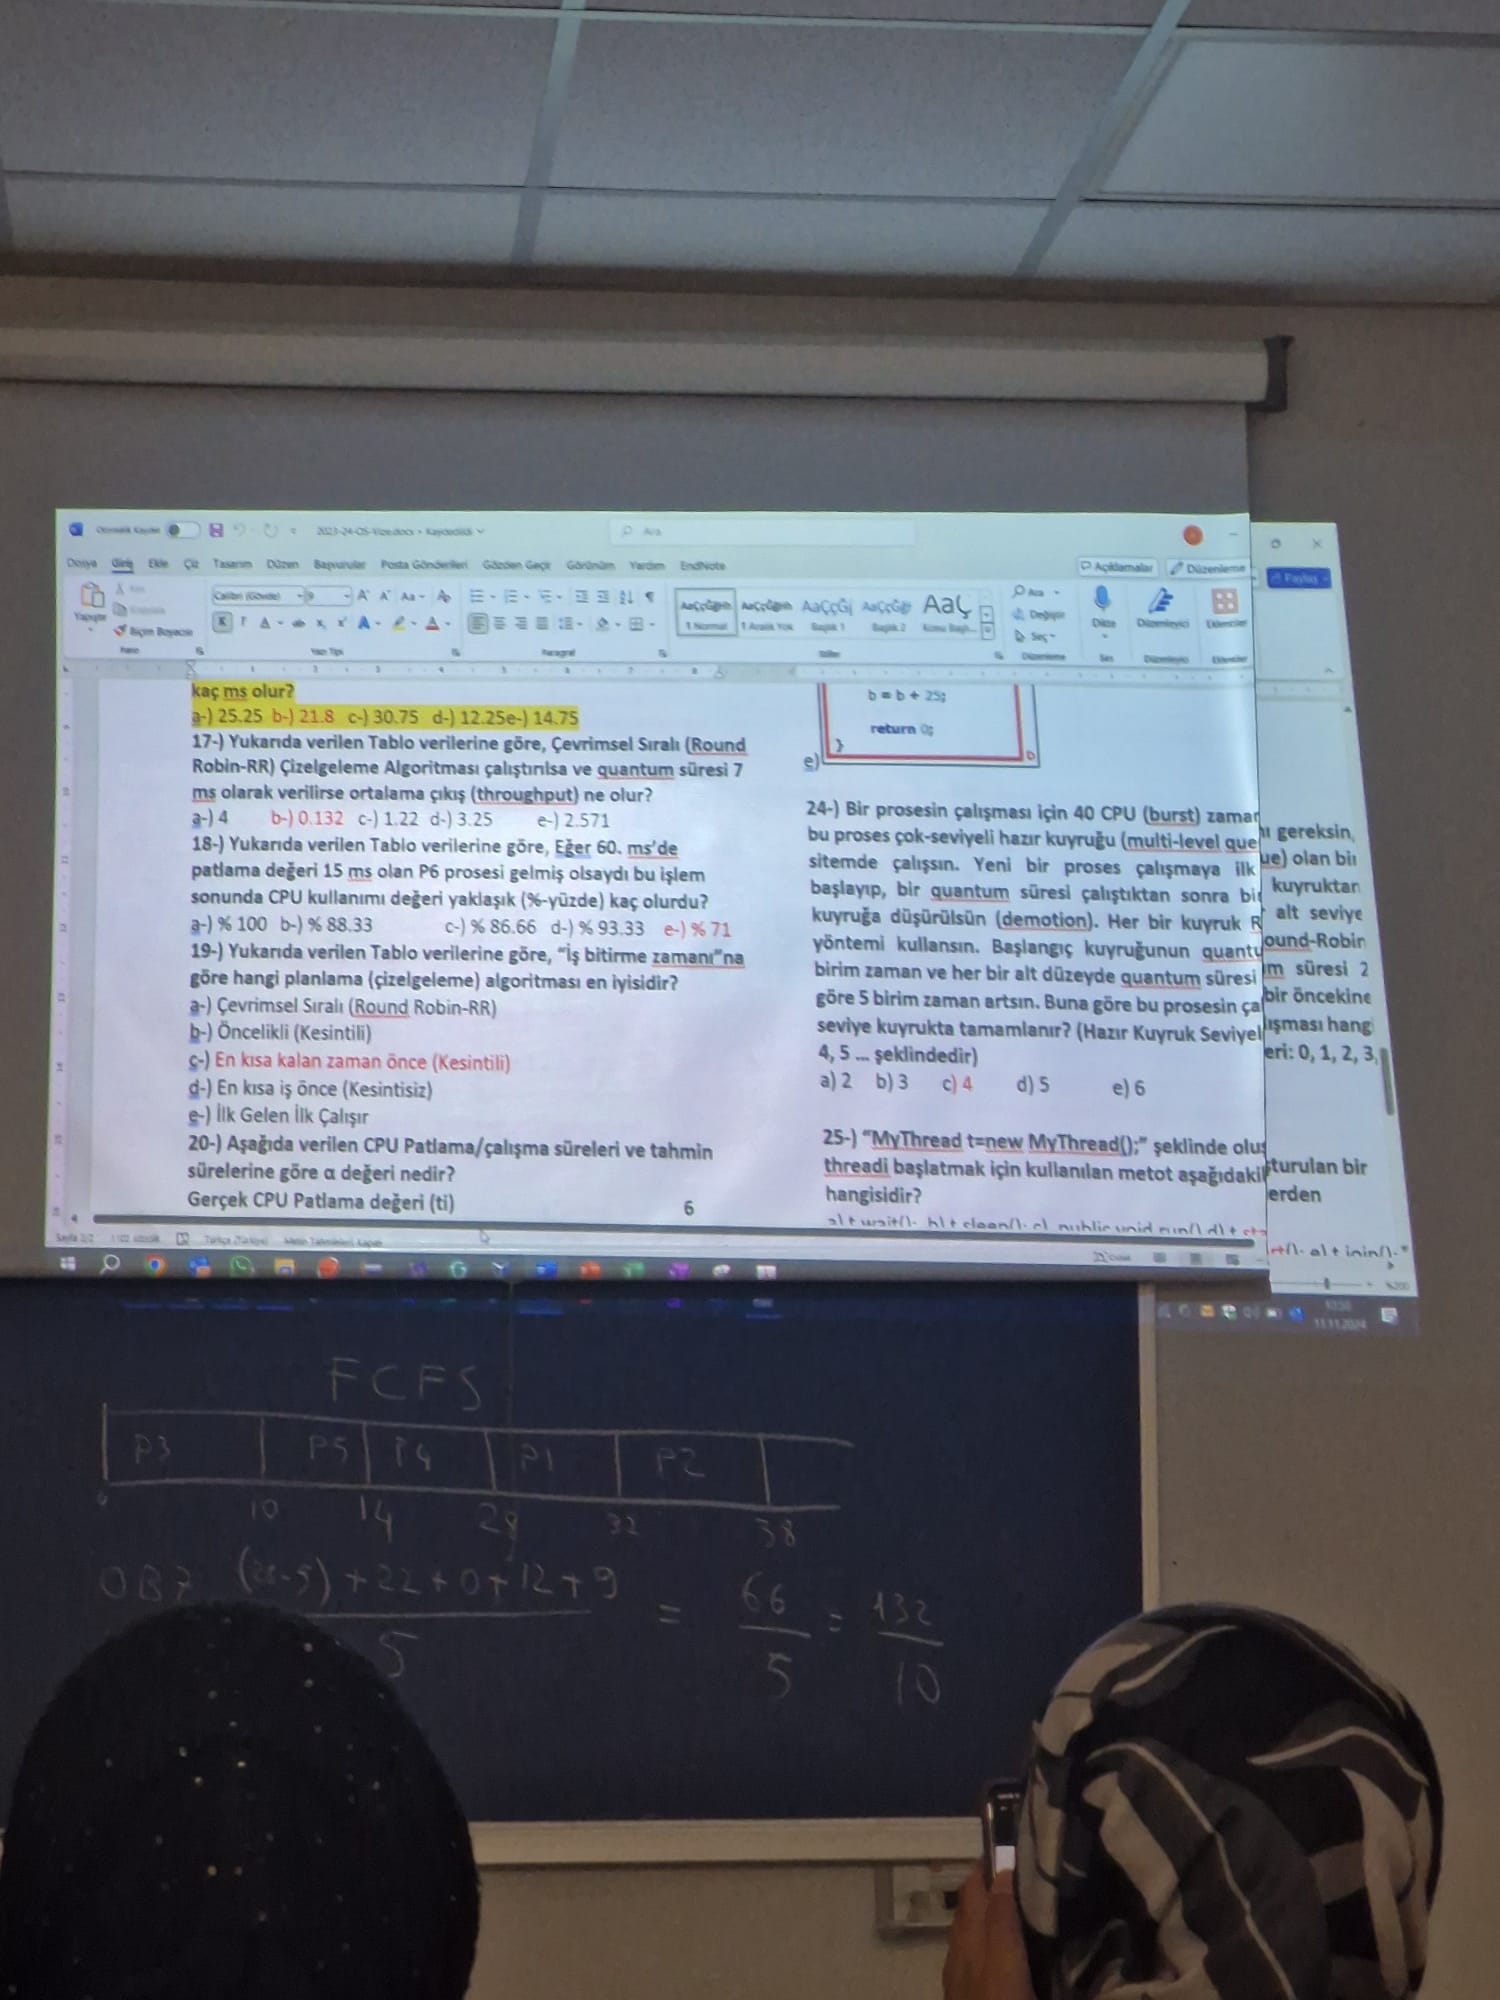 2023-24-OS-Vize.docx • Kaydedildi
Ara
Dosya Giriş Ekle Çiz Tasarım Düzen Başvurular Posta Gönderileri Gözden Geçir Görünüm Yardım EndNote
Açıklamalar Düzenleme
Paylaş
Yapıştır
Biçim Boyacısı
Calibri (Gövde) 9
AaÇçĞğHh AaÇçĞğHh AaÇçĞğ AaÇçĞğ AaÇ
1 Normal 1 Aralık Yok Başlık 1 Başlık 2
Ara
Değiştir
Seç
Dikte
Düzenleyici
Eklentiler
Yazı Tipi
Paragraf
Stiller
Düzenleme
Ses
kaç ms olur?
a-) 25.25 b-) 21.8 c-) 30.75 d-) 12.25e-) 14.75
17-) Yukarıda verilen Tablo verilerine göre, Çevrimsel Sıralı (Round
Robin-RR) Çizelgeleme Algoritması çalıştırılsa ve quantum süresi 7
ms olarak verilirse ortalama çıkış (throughput) ne olur?
a-) 4 b-) 0.132 c-) 1.22 d-) 3.25 e-) 2.571
18-) Yukarıda verilen Tablo verilerine göre, Eğer 60. ms'de
patlama değeri 15 ms olan P6 prosesi gelmiş olsaydı bu işlem
sonunda CPU kullanımı değeri yaklaşık (%-yüzde) kaç olurdu?
a-) % 100 b-) % 88.33 c-) % 86.66 d-) % 93.33 e-) % 71
19-) Yukarıda verilen Tablo verilerine göre, "İş bitirme zamanı"na
göre hangi planlama (çizelgeleme) algoritması en iyisidir?
a-) Çevrimsel Sıralı (Round Robin-RR)
b-) Öncelikli (Kesintili)
c-) En kısa kalan zaman önce (Kesintili)
d-) En kısa iş önce (Kesintisiz)
e-) İlk Gelen İlk Çalışır
20-) Aşağıda verilen CPU Patlama/çalışma süreleri ve tahmin
sürelerine göre α değeri nedir?
Gerçek CPU Patlama değeri (ti) 6
b = b + 25;
return 0;
}
e)
24-) Bir prosesin çalışması için 40 CPU (burst) zamanı gereksin,
bu proses çok-seviyeli hazır kuyruğu (multi-level queue) olan bir
sitemde çalışsın. Yeni bir proses çalışmaya ilk kuyruktan
başlayıp, bir quantum süresi çalıştıktan sonra bir alt seviye
kuyruğa düşürülsün (demotion). Her bir kuyruk Round-Robin
yöntemi kullansın. Başlangıç kuyruğunun quantum süresi 2
birim zaman ve her bir alt düzeyde quantum süresi bir öncekine
göre 5 birim zaman artsın. Buna göre bu prosesin çalışması hangi
seviye kuyrukta tamamlanır? (Hazır Kuyruk Seviyeleri: 0, 1, 2, 3,
4, 5 ... şeklindedir)
a) 2 b) 3 c) 4 d) 5 e) 6
25-) "MyThread t=new MyThread();" şeklinde oluşturulan bir
threadi başlatmak için kullanılan metot aşağıdakilerden
hangisidir?
a) t.wait(); b) t.sleep(); c) public void run() d) t.start(); e) t.join();
Sayfa 2/2 1102 sözcük Türkçe (Türkiye)
%200
10:38
11.11.2024
FCFS
P3 P5 P4 P1 P2
0 10 14 28 32 38
OBZ (28-5)+22+0+12+9
5
= 66
5
= 132
10